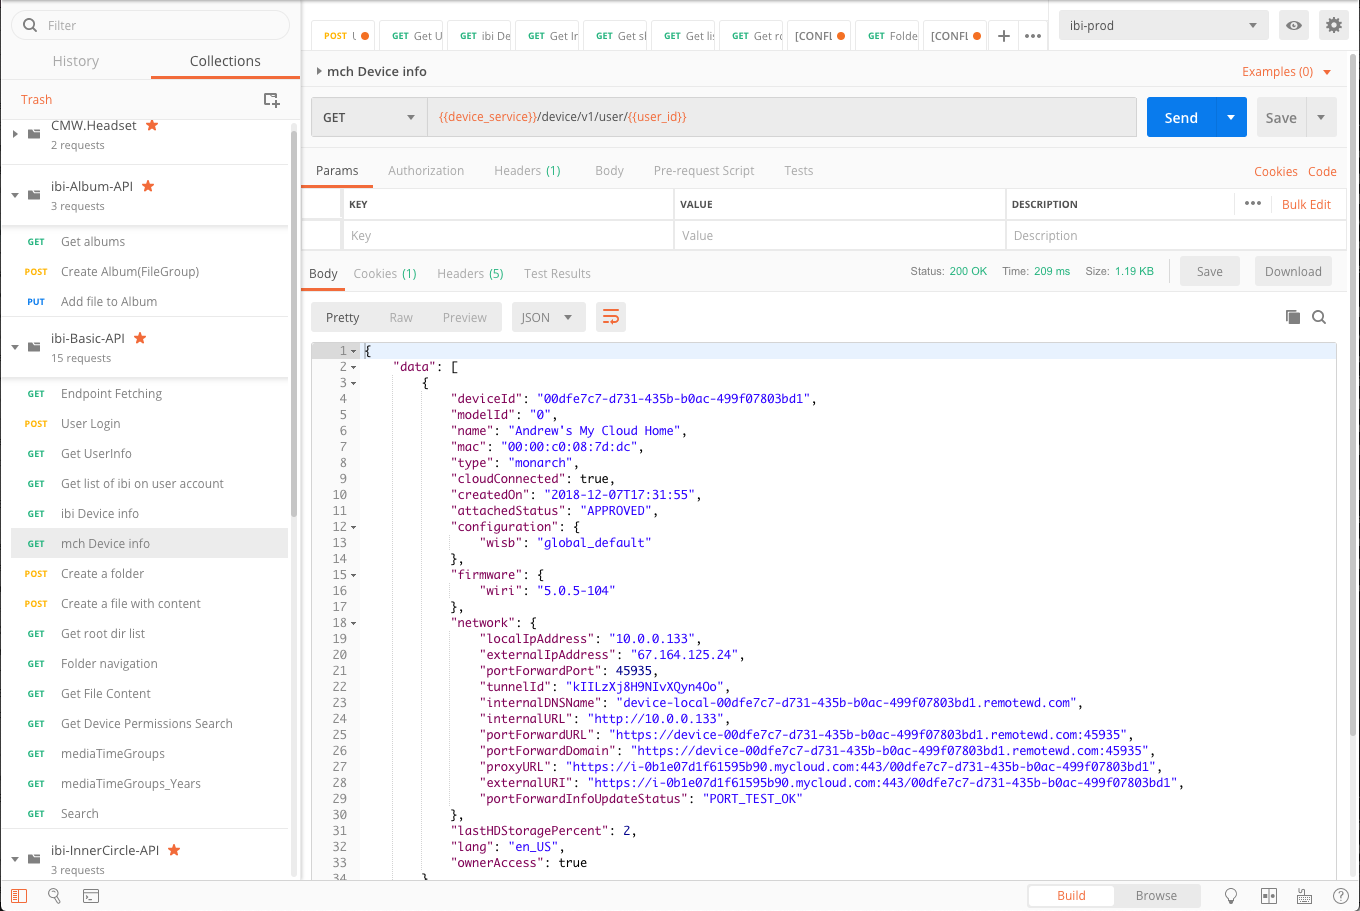 Filter
History
Collections
Trash
CMW.Headset
2 requests
ibi-Album-API
3 requests
GET Get albums
POST Create Album(FileGroup)
PUT Add file to Album
ibi-Basic-API
15 requests
GET Endpoint Fetching
POST User Login
GET Get UserInfo
GET Get list of ibi on user account
GET ibi Device info
GET mch Device info
POST Create a folder
POST Create a file with content
GET Get root dir list
GET Folder navigation
GET Get File Content
GET Get Device Permissions Search
GET mediaTimeGroups
GET mediaTimeGroups_Years
GET Search
ibi-InnerCircle-API
3 requests
POST
GET Get U
GET ibi De
GET Get In
GET Get sl
GET Get lis
GET Get ro
[CONFL
GET Folde
[CONFL
ibi-prod
mch Device info
Examples (0)
GET
{{device_service}}/device/v1/user/{{user_id}}
Send
Save
Params Authorization Headers (1) Body Pre-request Script Tests
Cookies Code
KEY VALUE DESCRIPTION
Bulk Edit
Key Value Description
Body Cookies (1) Headers (5) Test Results
Status: 200 OK Time: 209 ms Size: 1.19 KB
Save Download
Pretty Raw Preview JSON
1 {
2 "data": [
3 {
4 "deviceId": "00dfe7c7-d731-435b-b0ac-499f07803bd1",
5 "modelId": "0",
6 "name": "Andrew's My Cloud Home",
7 "mac": "00:00:c0:08:7d:dc",
8 "type": "monarch",
9 "cloudConnected": true,
10 "createdOn": "2018-12-07T17:31:55",
11 "attachedStatus": "APPROVED",
12 "configuration": {
13 "wisb": "global_default"
14 },
15 "firmware": {
16 "wiri": "5.0.5-104"
17 },
18 "network": {
19 "localIpAddress": "10.0.0.133",
20 "externalIpAddress": "67.164.125.24",
21 "portForwardPort": 45935,
22 "tunnelId": "kIILzXj8H9NIvXQyn4Oo",
23 "internalDNSName": "device-local-00dfe7c7-d731-435b-b0ac-499f07803bd1.remotewd.com",
24 "internalURL": "http://10.0.0.133",
25 "portForwardURL": "https://device-00dfe7c7-d731-435b-b0ac-499f07803bd1.remotewd.com:45935",
26 "portForwardDomain": "https://device-00dfe7c7-d731-435b-b0ac-499f07803bd1.remotewd.com:45935",
27 "proxyURL": "https://i-0b1e07d1f61595b90.mycloud.com:443/00dfe7c7-d731-435b-b0ac-499f07803bd1",
28 "externalURI": "https://i-0b1e07d1f61595b90.mycloud.com:443/00dfe7c7-d731-435b-b0ac-499f07803bd1",
29 "portForwardInfoUpdateStatus": "PORT_TEST_OK"
30 },
31 "lastHDStoragePercent": 2,
32 "lang": "en_US",
33 "ownerAccess": true
34 }
Build Browse